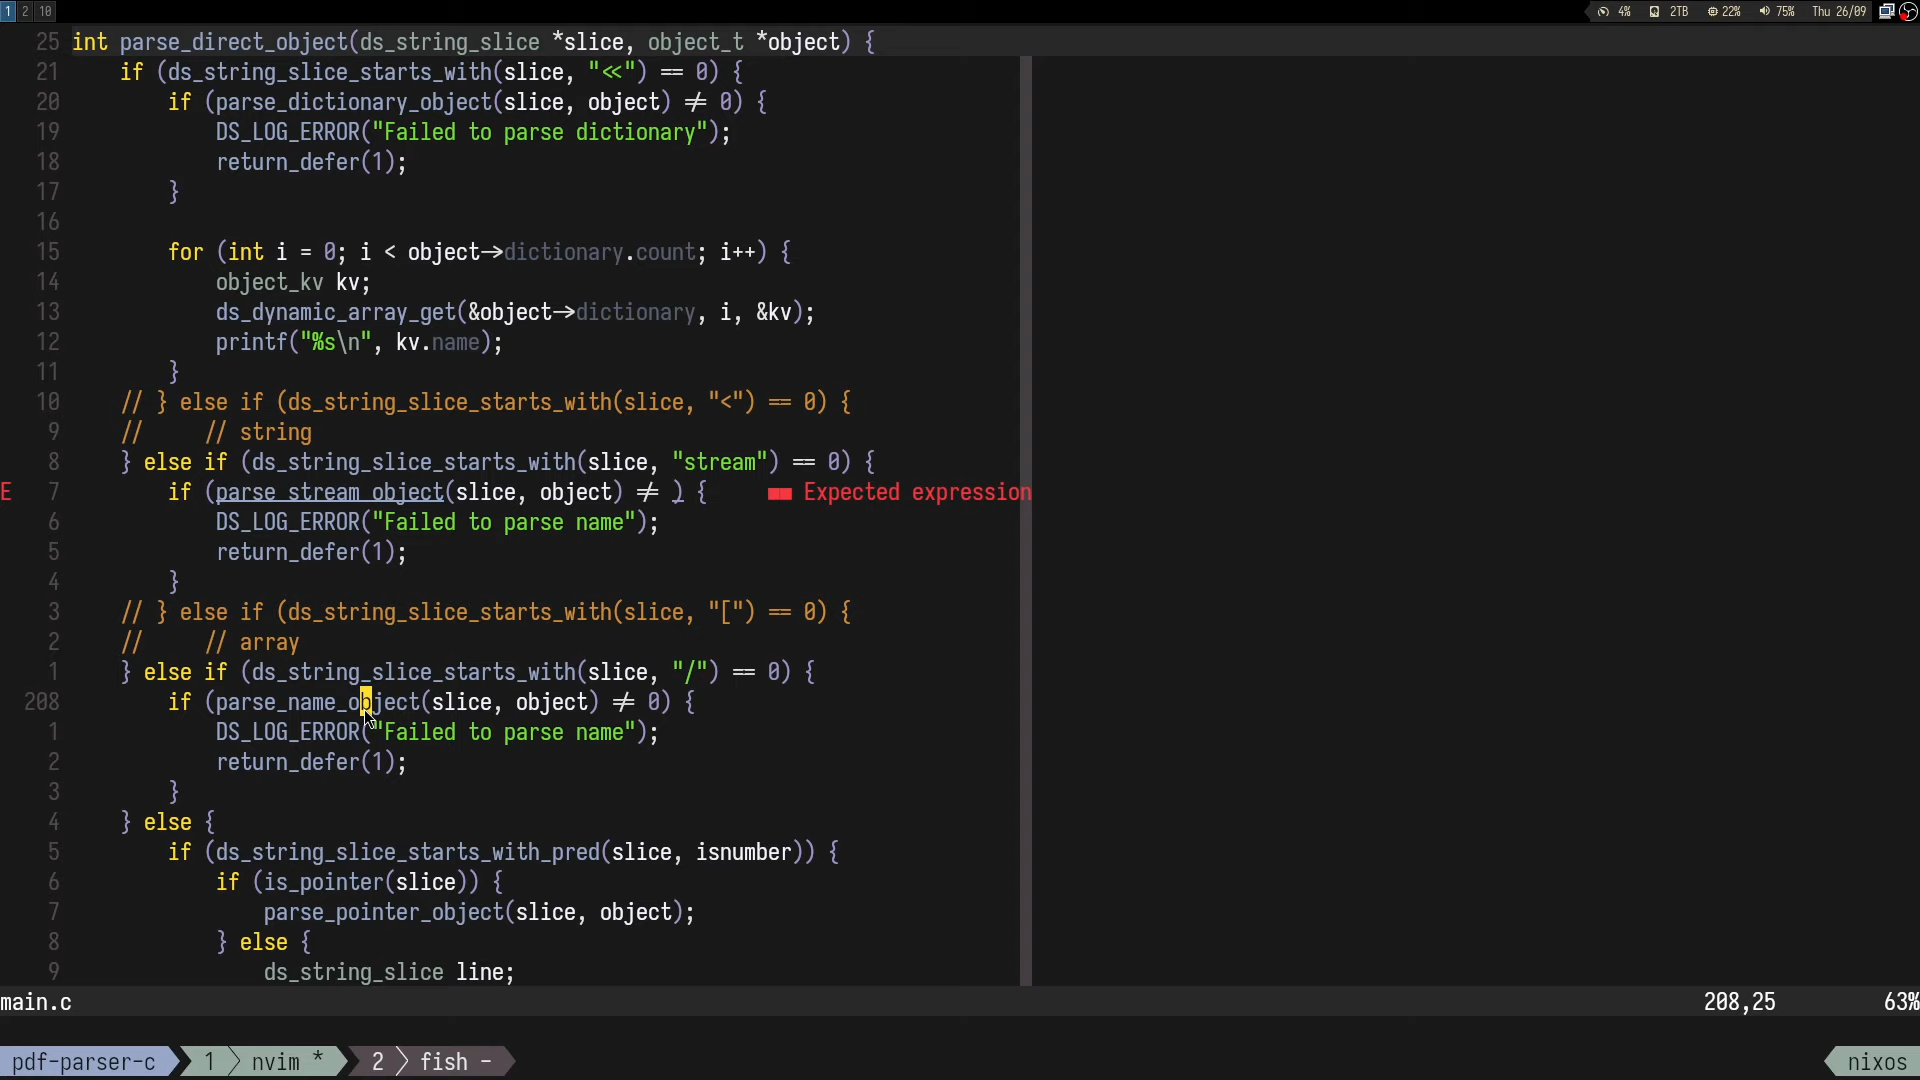 1 2 10 4% 2TB 22% 75% Thu 26/09
25 int parse_direct_object(ds_string_slice *slice, object_t *object) {
21     if (ds_string_slice_starts_with(slice, "<<") == 0) {
20         if (parse_dictionary_object(slice, object) != 0) {
19             DS_LOG_ERROR("Failed to parse dictionary");
18             return_defer(1);
17         }
16
15         for (int i = 0; i < object->dictionary.count; i++) {
14             object_kv kv;
13             ds_dynamic_array_get(&object->dictionary, i, &kv);
12             printf("%s\n", kv.name);
11         }
10     // } else if (ds_string_slice_starts_with(slice, "<") == 0) {
9     //     // string
8     } else if (ds_string_slice_starts_with(slice, "stream") == 0) {
E 7         if (parse_stream_object(slice, object) != ) {     ■■ Expected expression
6             DS_LOG_ERROR("Failed to parse name");
5             return_defer(1);
4         }
3     // } else if (ds_string_slice_starts_with(slice, "[") == 0) {
2     //     // array
1     } else if (ds_string_slice_starts_with(slice, "/") == 0) {
208         if (parse_name_object(slice, object) != 0) {
1             DS_LOG_ERROR("Failed to parse name");
2             return_defer(1);
3         }
4     } else {
5         if (ds_string_slice_starts_with_pred(slice, isnumber)) {
6             if (is_pointer(slice)) {
7                 parse_pointer_object(slice, object);
8             } else {
9                 ds_string_slice line;
main.c 208,25 63%
pdf-parser-c 1 nvim * 2 fish - nixos